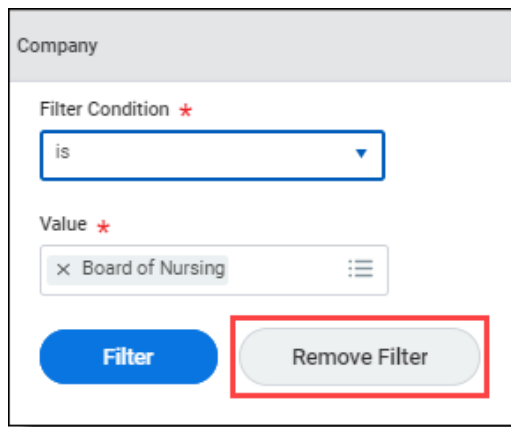 Company
Filter Condition *
is
Value *
× Board of Nursing
Filter Remove Filter